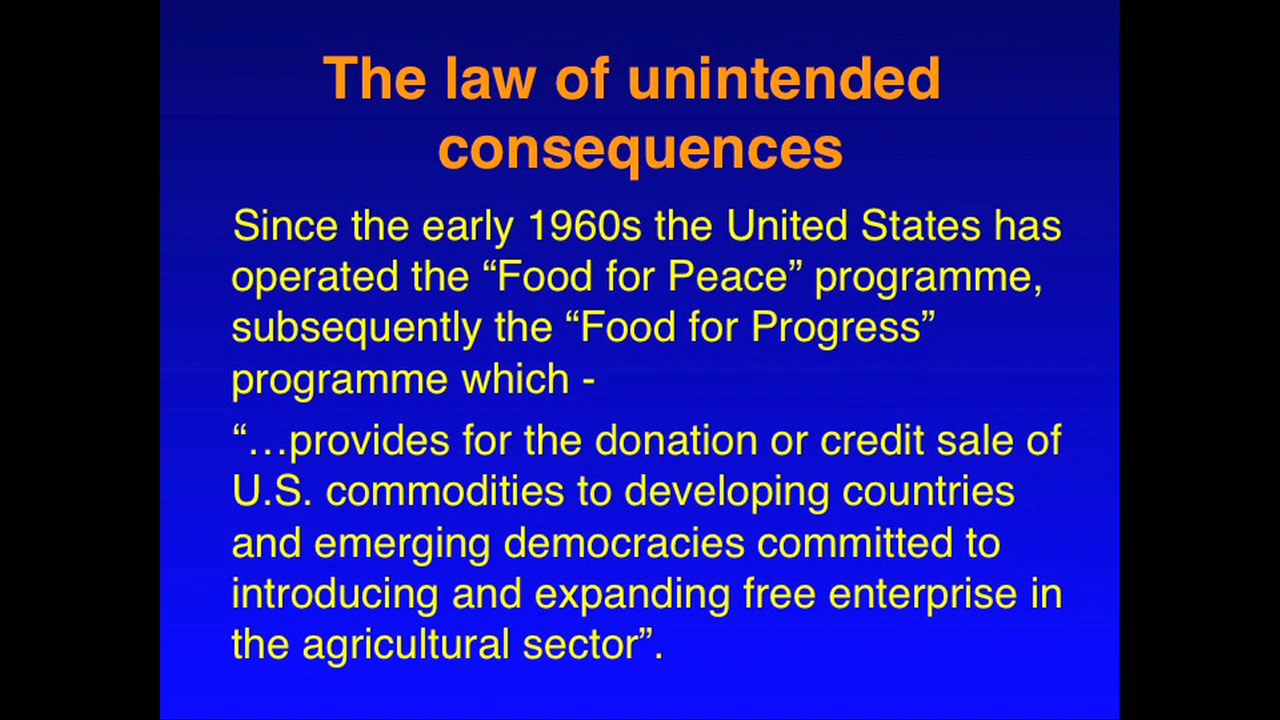 The law of unintended
consequences
Since the early 1960s the United States has
operated the “Food for Peace” programme,
subsequently the “Food for Progress”
programme which -
“…provides for the donation or credit sale of
U.S. commodities to developing countries
and emerging democracies committed to
introducing and expanding free enterprise in
the agricultural sector”.